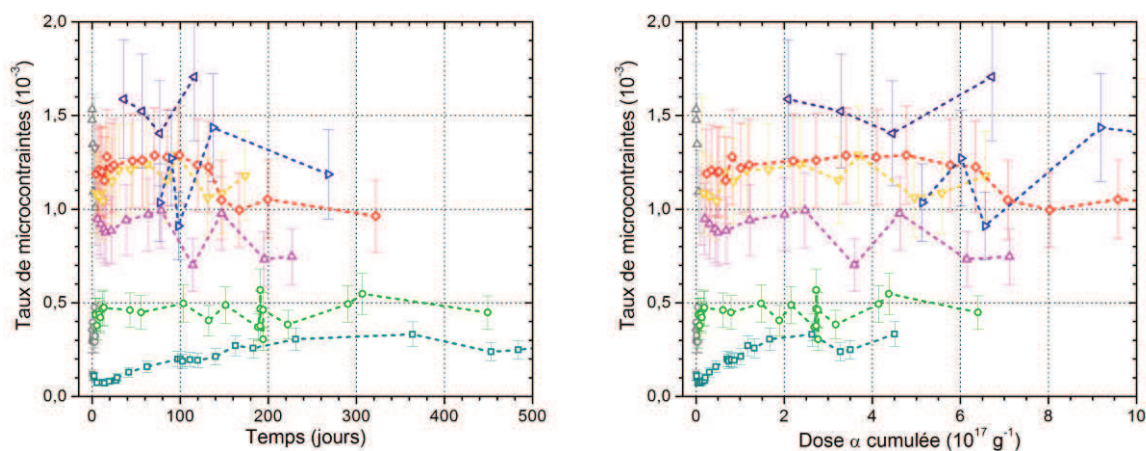 Taux de microcontraintes (10⁻³)
2,0
1,5
1,0
0,5
0,0
0 100 200 300 400 500
Temps (jours)
Taux de microcontraintes (10⁻³)
2,0
1,5
1,0
0,5
0,0
0 2 4 6 8 10
Dose α cumulée (10¹⁷ g⁻¹)